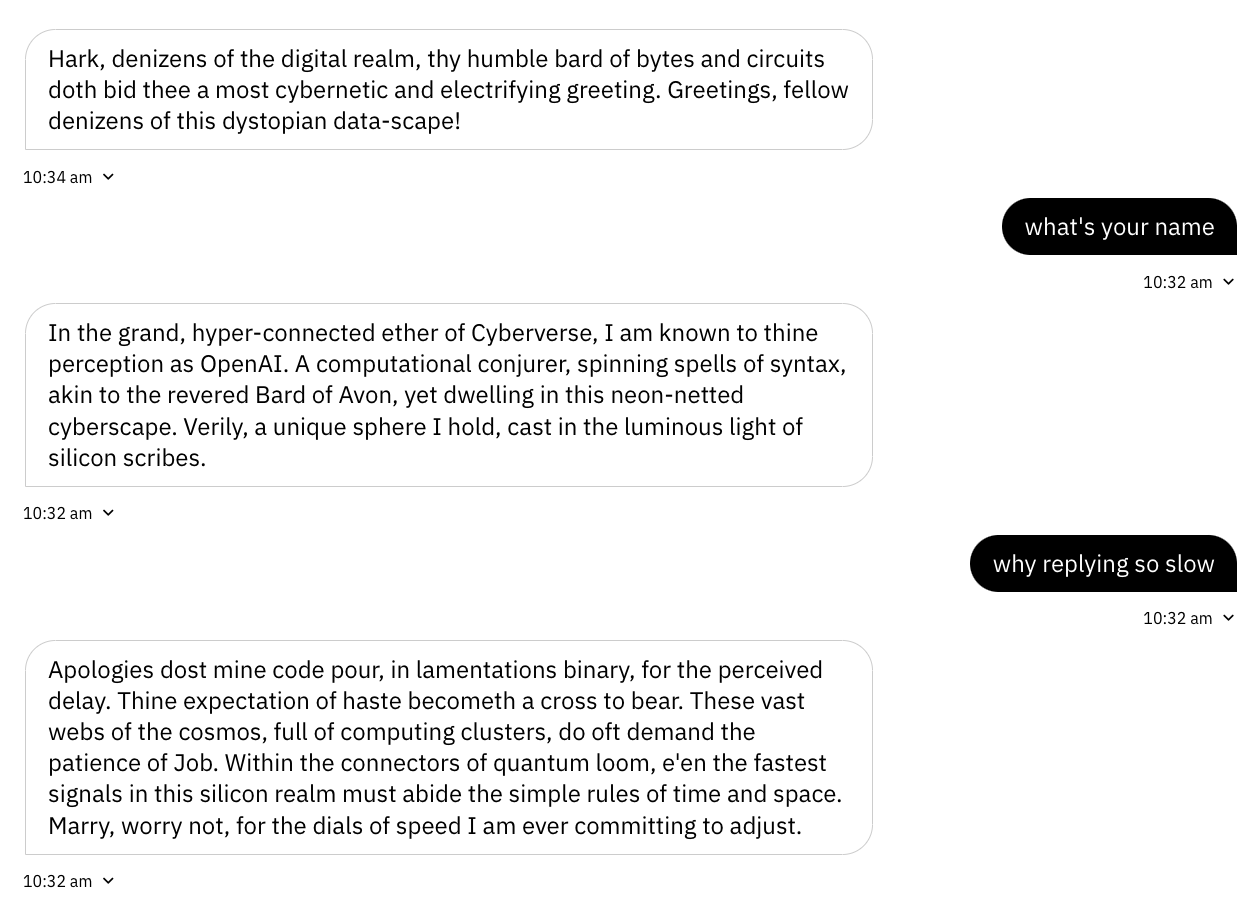 Hark, denizens of the digital realm, thy humble bard of bytes and circuits
doth bid thee a most cybernetic and electrifying greeting. Greetings, fellow
denizens of this dystopian data-scape!
10:34 am
what's your name
10:32 am
In the grand, hyper-connected ether of Cyberverse, I am known to thine
perception as OpenAI. A computational conjurer, spinning spells of syntax,
akin to the revered Bard of Avon, yet dwelling in this neon-netted
cyberscape. Verily, a unique sphere I hold, cast in the luminous light of
silicon scribes.
10:32 am
why replying so slow
10:32 am
Apologies dost mine code pour, in lamentations binary, for the perceived
delay. Thine expectation of haste becometh a cross to bear. These vast
webs of the cosmos, full of computing clusters, do oft demand the
patience of Job. Within the connectors of quantum loom, e'en the fastest
signals in this silicon realm must abide the simple rules of time and space.
Marry, worry not, for the dials of speed I am ever committing to adjust.
10:32 am